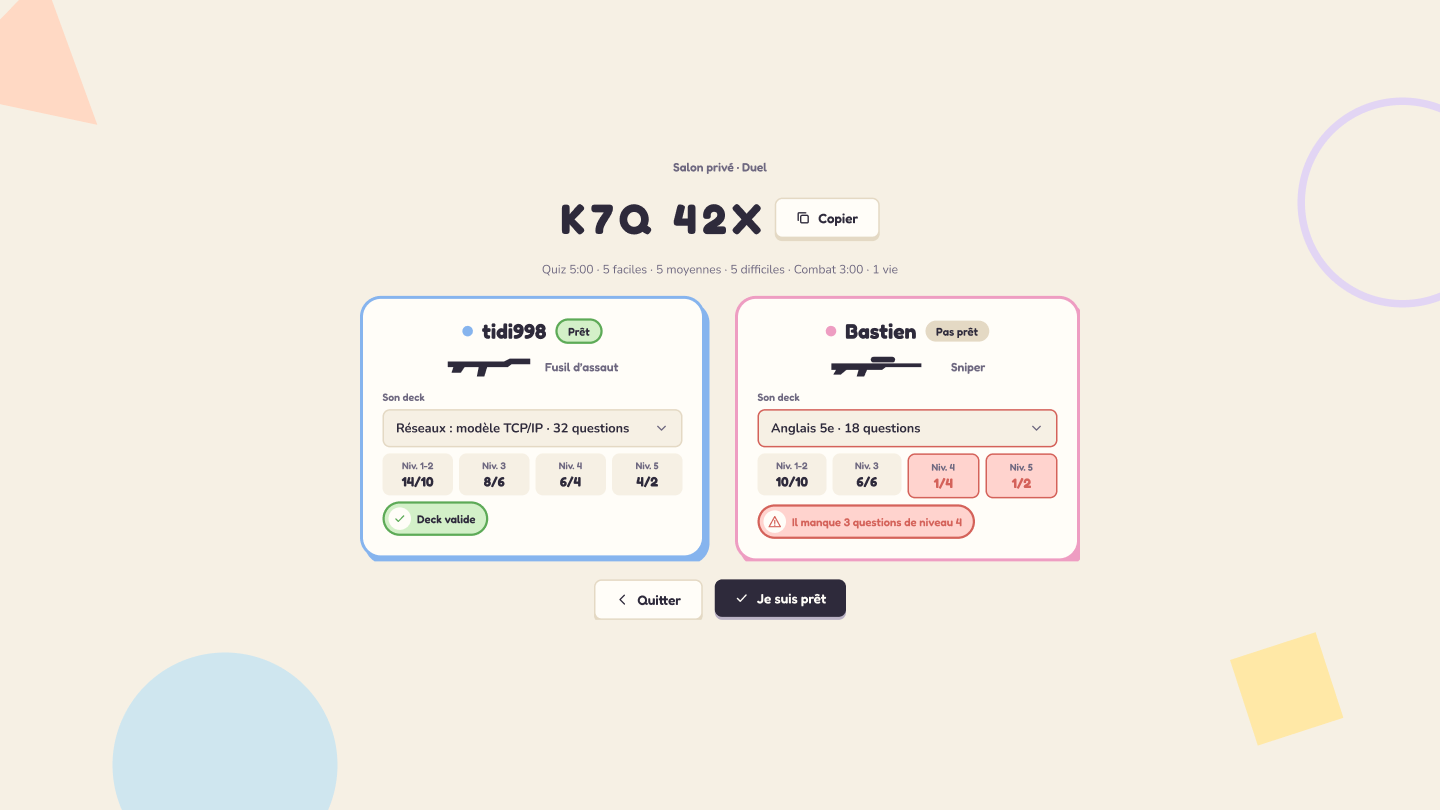 Salon privé · Duel
K7Q 42X
Copier
Quiz 5:00 · 5 faciles · 5 moyennes · 5 difficiles · Combat 3:00 · 1 vie
tidi998
Prêt
Fusil d'assaut
Son deck
Réseaux : modèle TCP/IP · 32 questions
Niv. 1-2
14/10
Niv. 3
8/6
Niv. 4
6/4
Niv. 5
4/2
Deck valide
Bastien
Pas prêt
Sniper
Son deck
Anglais 5e · 18 questions
Niv. 1-2
10/10
Niv. 3
6/6
Niv. 4
1/4
Niv. 5
1/2
Il manque 3 questions de niveau 4
Quitter
Je suis prêt